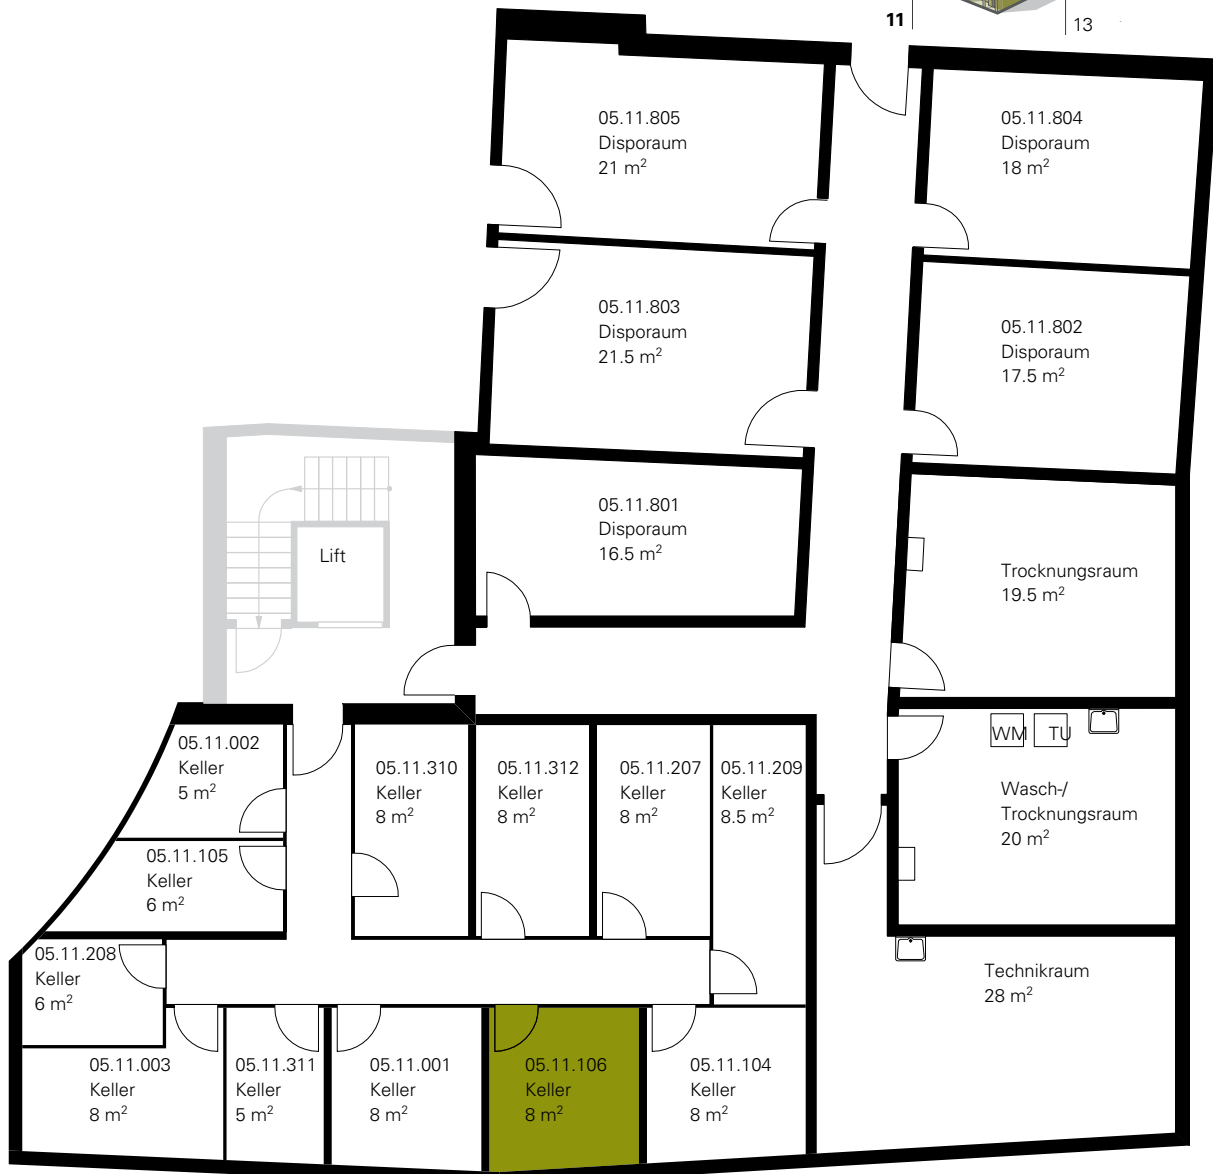 11
13
05.11.805
Disporaum
21 m²
05.11.804
Disporaum
18 m²
05.11.803
Disporaum
21.5 m²
05.11.802
Disporaum
17.5 m²
05.11.801
Disporaum
16.5 m²
Lift
Trocknungsraum
19.5 m²
WM TU
Wasch-/
Trocknungsraum
20 m²
05.11.002
Keller
5 m²
05.11.310
Keller
8 m²
05.11.312
Keller
8 m²
05.11.207
Keller
8 m²
05.11.209
Keller
8.5 m²
05.11.105
Keller
6 m²
05.11.208
Keller
6 m²
Technikraum
28 m²
05.11.003
Keller
8 m²
05.11.311
Keller
5 m²
05.11.001
Keller
8 m²
05.11.106
Keller
8 m²
05.11.104
Keller
8 m²